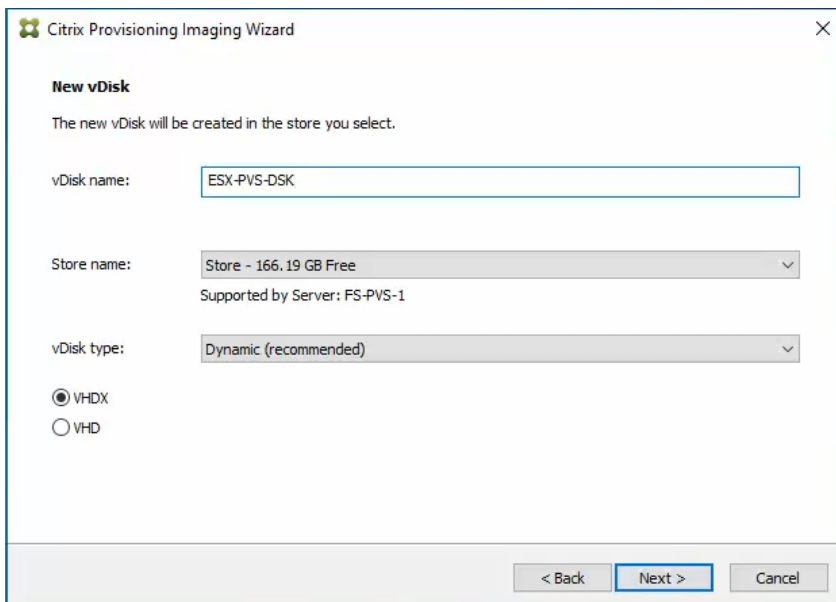 Citrix Provisioning Imaging Wizard
New vDisk
The new vDisk will be created in the store you select.
vDisk name: ESX-PVS-DSK
Store name: Store - 166.19 GB Free
Supported by Server: FS-PVS-1
vDisk type: Dynamic (recommended)
VHDX
VHD
< Back Next > Cancel